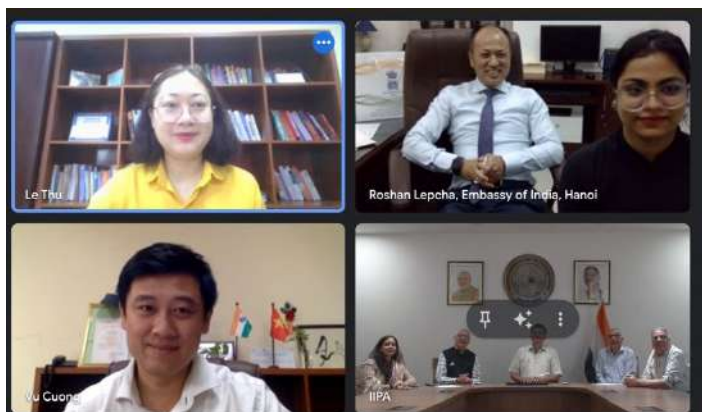 Le Thu
Roshan Lepcha, Embassy of India, Hanoi
Vu Cuong
IIPA